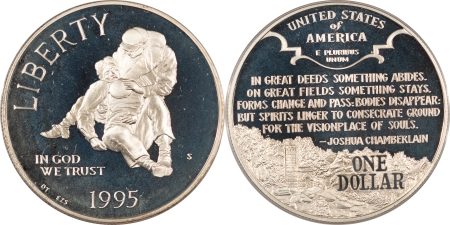 LIBERTY
IN GOD
WE TRUST
S
1995
UNITED STATES
of
AMERICA
E PLURIBUS
UNUM
IN GREAT DEEDS SOMETHING ABIDES.
ON GREAT FIELDS SOMETHING STAYS.
FORMS CHANGE AND PASS: BODIES DISAPPEAR:
BUT SPIRITS LINGER TO CONSECRATE GROUND
FOR THE VISIONPLACE OF SOULS.
—JOSHUA CHAMBERLAIN
ONE
DOLLAR